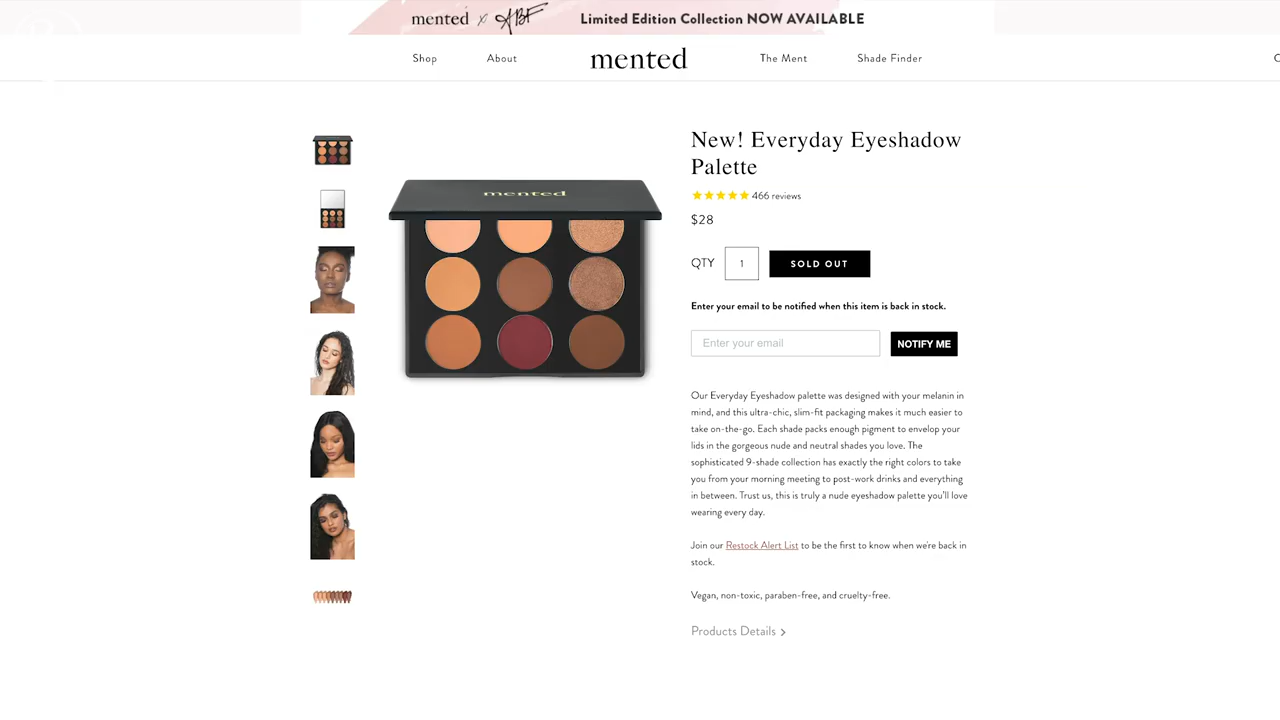 mented x ABF Limited Edition Collection NOW AVAILABLE
Shop About mented The Ment Shade Finder
New! Everyday Eyeshadow
Palette
466 reviews
$28
mented
QTY 1 SOLD OUT
Enter your email to be notified when this item is back in stock.
Enter your email NOTIFY ME
Our Everyday Eyeshadow palette was designed with your melanin in
mind, and this ultra-chic, slim-fit packaging makes it much easier to
take on-the-go. Each shade packs enough pigment to envelop your
lids in the gorgeous nude and neutral shades you love. The
sophisticated 9-shade collection has exactly the right colors to take
you from your morning meeting to post-work drinks and everything
in between. Trust us, this is truly a nude eyeshadow palette you'll love
wearing every day.
Join our Restock Alert List to be the first to know when we're back in
stock.
Vegan, non-toxic, paraben-free, and cruelty-free.
Products Details >